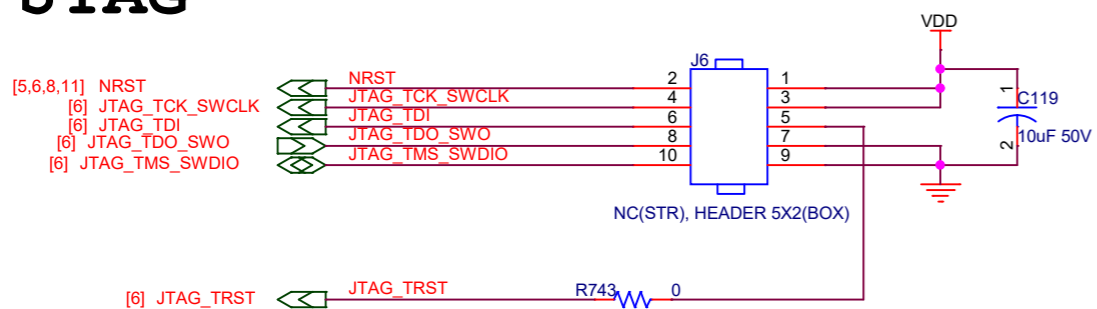 JTAG
VDD
J6
[5,6,8,11] NRST NRST 2 1
[6] JTAG_TCK_SWCLK JTAG_TCK_SWCLK 4 3 1 C119
[6] JTAG_TDI JTAG_TDI 6 5
[6] JTAG_TDO_SWO JTAG_TDO_SWO 8 7 2 10uF 50V
[6] JTAG_TMS_SWDIO JTAG_TMS_SWDIO 10 9
NC(STR), HEADER 5X2(BOX)
[6] JTAG_TRST JTAG_TRST R743 0